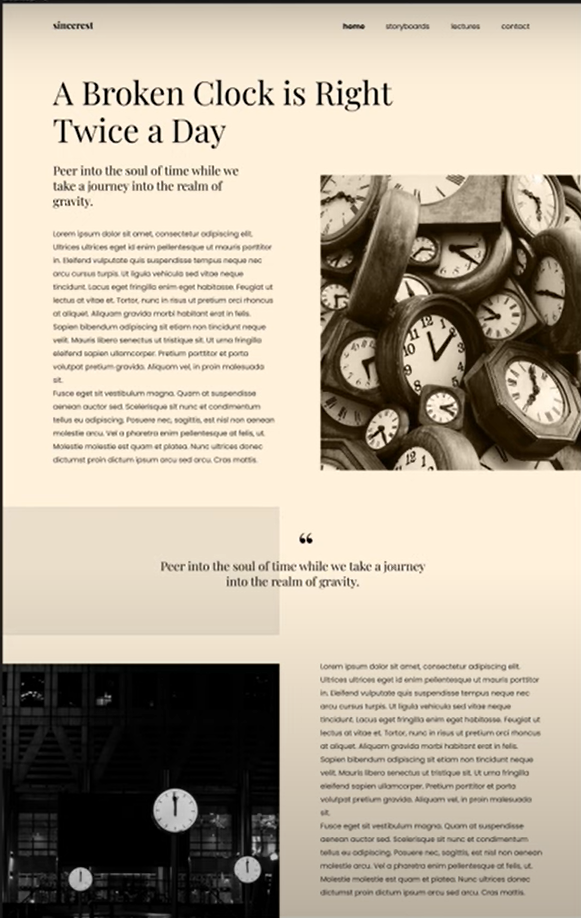 sincerest
home storyboards lectures contact
A Broken Clock is Right
Twice a Day
Peer into the soul of time while we
take a journey into the realm of
gravity.
Lorem ipsum dolor sit amet, consectetur adipiscing elit.
Ultrices ultrices eget id enim pellentesque ut mauris porttitor
in. Eleifend vulputate quis suspendisse tempus neque nec
arcu cursus turpis. Ut ligula vehicula sed vitae neque
tincidunt. Lacus eget fringilla enim eget habitasse. Feugiat ut
lectus at vitae et. Tortor, nunc in risus ut pretium orci rhoncus
at aliquet. Aliquam gravida morbi habitant erat in felis.
Sapien bibendum adipiscing sit etiam non tincidunt neque
velit. Mauris libero senectus ut tristique sit. Ut urna fringilla
eleifend sapien ullamcorper. Pretium porttitor et porta
volutpat pretium porttitor. Aliquam vel, in proin malesuada
sit.
Fusce eget sit vestibulum magna. Quam at suspendisse
aenean auctor sed. Scelerisque sit nunc et condimentum
tellus eu adipiscing. Posuere nec, sagittis, est nisl non aenean
molestie arcu. Vel a pharetra enim pellentesque at felis, ut.
Molestie molestie est quam et platea. Nunc ultrices donec
dictumst proin dictum ipsum arcu sed arcu. Cras mattis.
“
Peer into the soul of time while we take a journey
into the realm of gravity.
Lorem ipsum dolor sit amet, consectetur adipiscing elit.
Ultrices ultrices eget id enim pellentesque ut mauris porttitor
in. Eleifend vulputate quis suspendisse tempus neque nec
arcu cursus turpis. Ut ligula vehicula sed vitae neque
tincidunt. Lacus eget fringilla enim eget habitasse. Feugiat ut
lectus at vitae et. Tortor, nunc in risus ut pretium orci rhoncus
at aliquet. Aliquam gravida morbi habitant erat in felis.
Sapien bibendum adipiscing sit etiam non tincidunt neque
velit. Mauris libero senectus ut tristique sit. Ut urna fringilla
eleifend sapien ullamcorper. Pretium porttitor et porta
volutpat pretium porttitor. Aliquam vel, in proin malesuada
sit.
Fusce eget sit vestibulum magna. Quam at suspendisse
aenean auctor sed. Scelerisque sit nunc et condimentum
tellus eu adipiscing. Posuere nec, sagittis, est nisl non aenean
molestie arcu. Vel a pharetra enim pellentesque at felis, ut.
Molestie molestie est quam et platea. Nunc ultrices donec
dictumst proin dictum ipsum arcu sed arcu. Cras mattis.